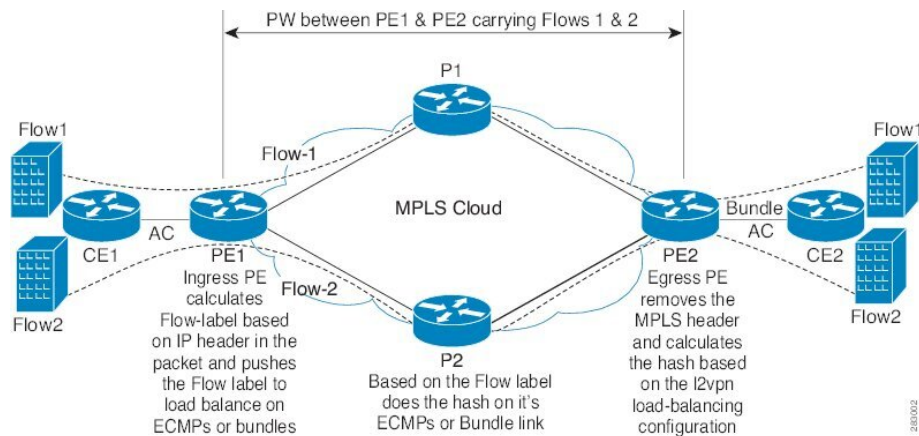 PW between PE1 & PE2 carrying Flows 1 & 2
P1
Flow1
Flow-1
Flow1
MPLS Cloud
Bundle
AC
AC
CE1
PE1
PE2
CE2
Flow2
Flow-2
Flow2
Ingress PE
calculates
Flow-label based
on IP header in the
packet and pushes
the Flow label to
load balance on
ECMPs or bundles
P2
Based on the Flow label
does the hash on it's
ECMPs or Bundle link
Egress PE
removes the
MPLS header
and calculates
the hash based
on the l2vpn
load-balancing
configuration